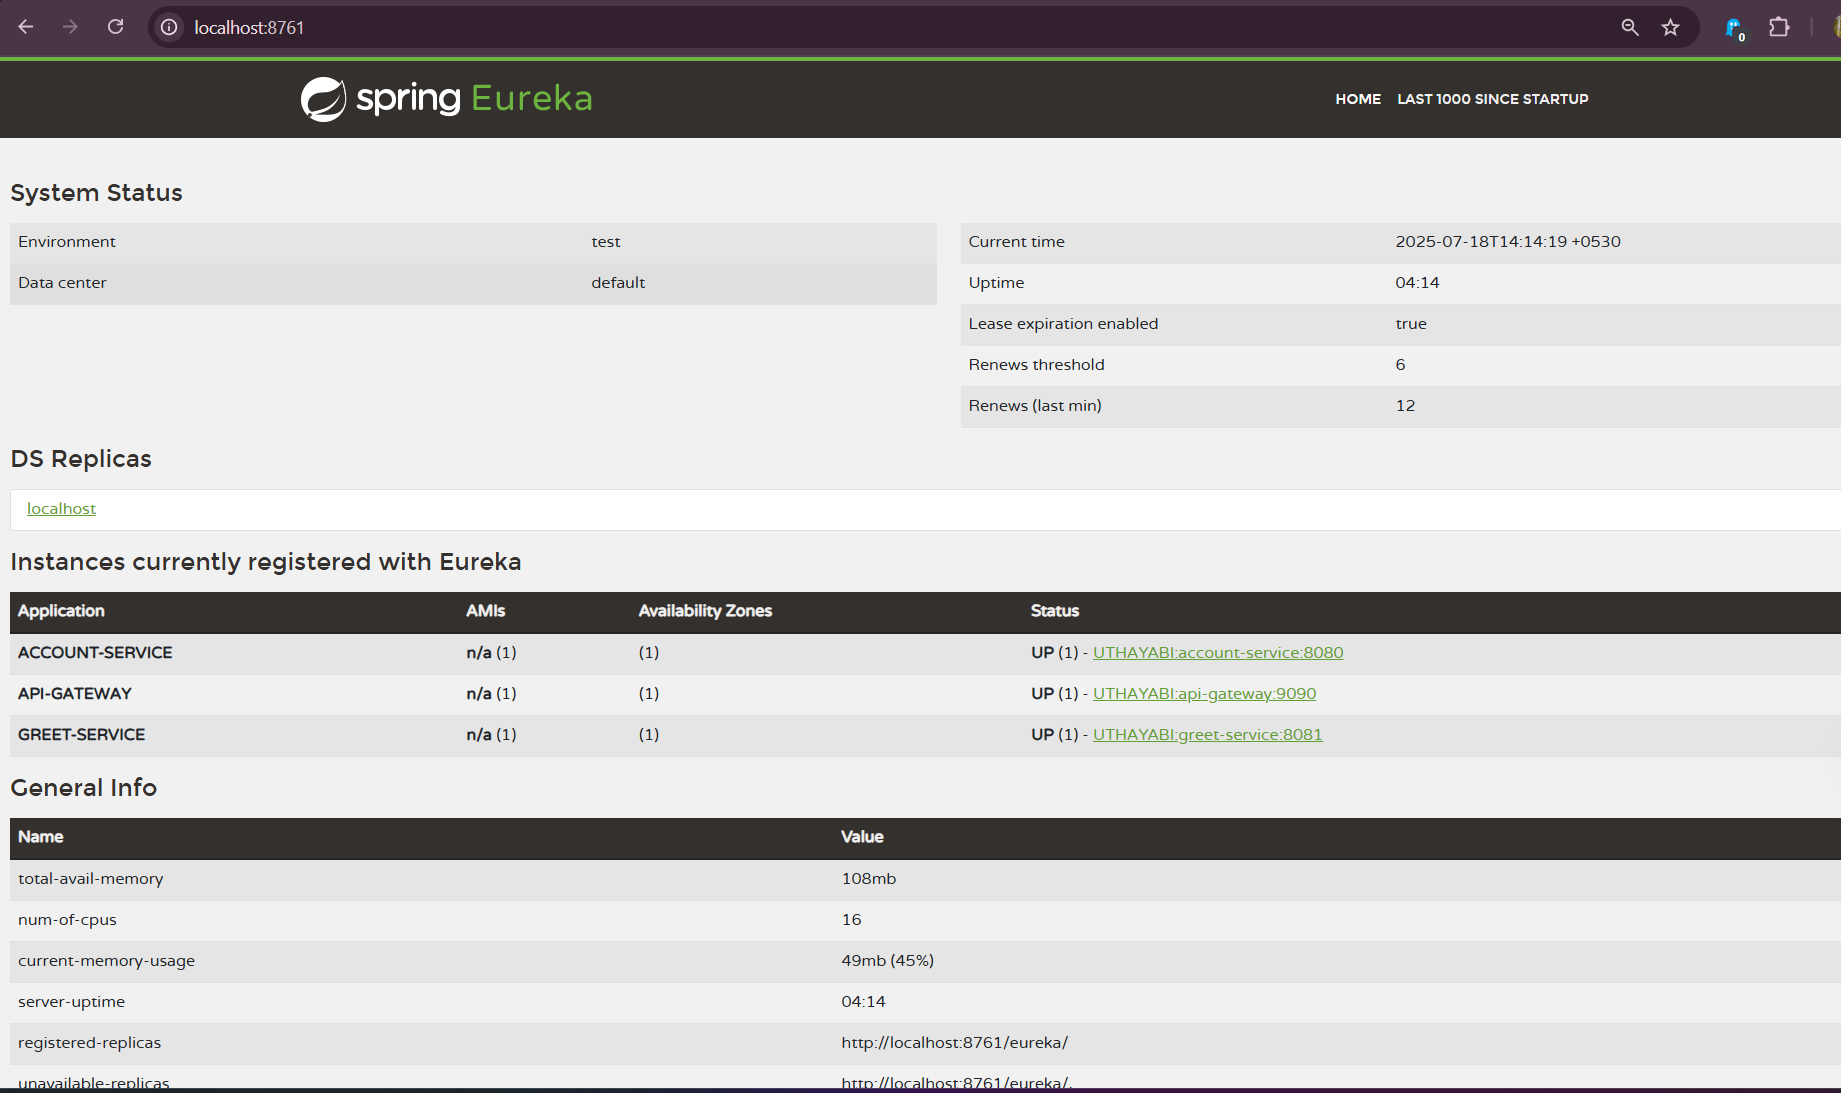 localhost:8761
0
spring Eureka
HOME LAST 1000 SINCE STARTUP
System Status
Environment test
Data center default
Current time 2025-07-18T14:14:19 +0530
Uptime 04:14
Lease expiration enabled true
Renews threshold 6
Renews (last min) 12
DS Replicas
localhost
Instances currently registered with Eureka
Application AMIs Availability Zones Status
ACCOUNT-SERVICE n/a (1) (1) UP (1) - UTHAYABI:account-service:8080
API-GATEWAY n/a (1) (1) UP (1) - UTHAYABI:api-gateway:9090
GREET-SERVICE n/a (1) (1) UP (1) - UTHAYABI:greet-service:8081
General Info
Name Value
total-avail-memory 108mb
num-of-cpus 16
current-memory-usage 49mb (45%)
server-uptime 04:14
registered-replicas http://localhost:8761/eureka/
unavailable-replicas http://localhost:8761/eureka/,